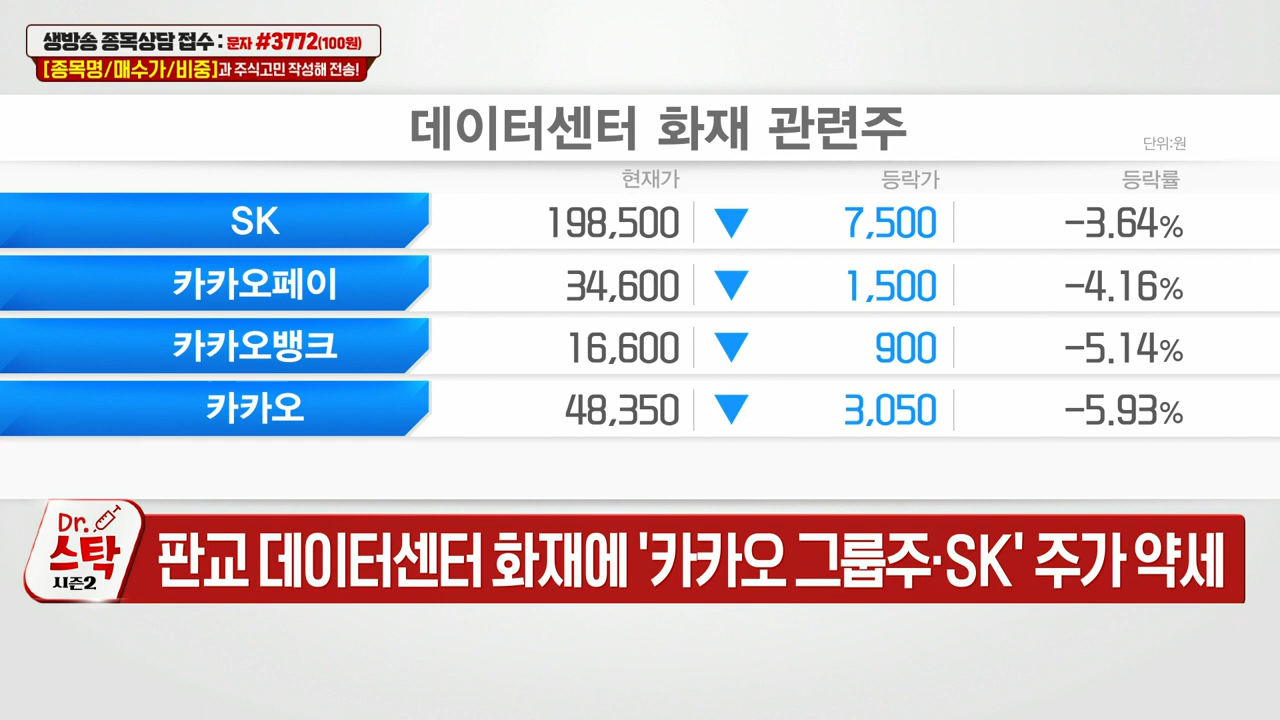 생방송 종목상담 접수 : 문자 #3772(100원)
[종목명/매수가/비중]과 주식고민 작성해 전송!
데이터센터 화재 관련주
단위:원
현재가 등락가 등락률
SK 198,500 ▼ 7,500 -3.64%
카카오페이 34,600 ▼ 1,500 -4.16%
카카오뱅크 16,600 ▼ 900 -5.14%
카카오 48,350 ▼ 3,050 -5.93%
Dr.
스탁
시즌2
판교 데이터센터 화재에 '카카오 그룹주·SK' 주가 약세